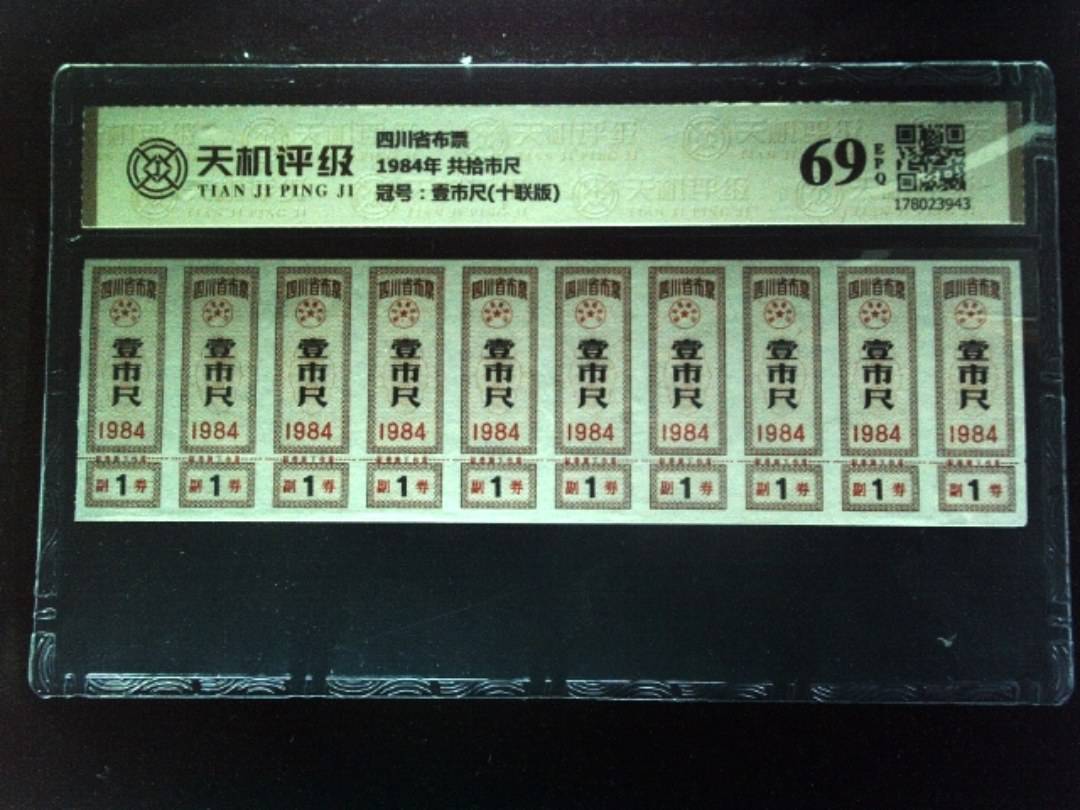 天机评级
TIAN JI PING JI
四川省布票
1984年 共拾市尺
冠号：壹市尺(十联版)
69
EPQ
178023943
四川省布票 四川省布票 四川省布票 四川省布票 四川省布票 四川省布票 四川省布票 四川省布票 四川省布票 四川省布票
壹市尺 壹市尺 壹市尺 壹市尺 壹市尺 壹市尺 壹市尺 壹市尺 壹市尺 壹市尺
1984 1984 1984 1984 1984 1984 1984 1984 1984 1984
副1券 副1券 副1券 副1券 副1券 副1券 副1券 副1券 副1券 副1券